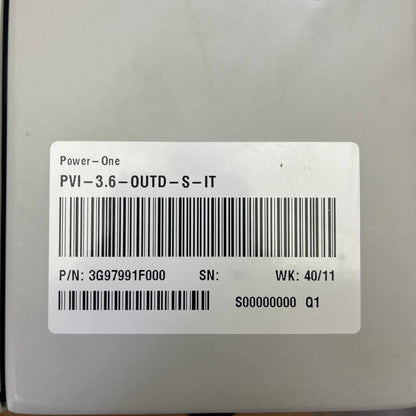 Power-One
PVI-3.6-OUTD-S-IT
P/N: 3G97991F000 SN: WK: 40/11
S00000000 Q1